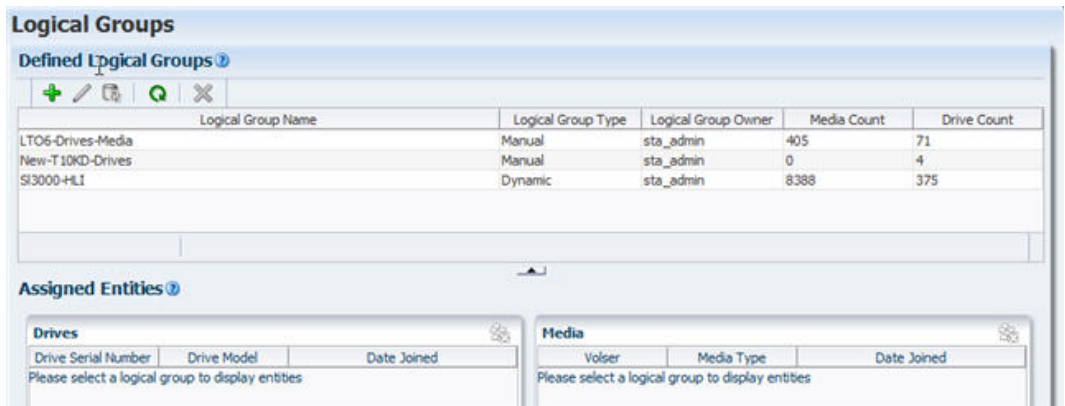 Logical Groups
Defined Logical Groups
Logical Group Name Logical Group Type Logical Group Owner Media Count Drive Count
LTO6-Drives-Media Manual sta_admin 405 71
New-T10KD-Drives Manual sta_admin 0 4
Sl3000-HLI Dynamic sta_admin 8388 375
Assigned Entities
Drives
Drive Serial Number Drive Model Date Joined
Please select a logical group to display entities
Media
Volser Media Type Date Joined
Please select a logical group to display entities